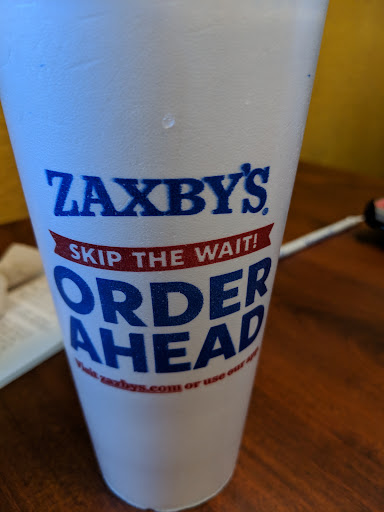 ZAXBY'S®
SKIP THE WAIT!
ORDER
AHEAD
Visit zaxbys.com or use our app